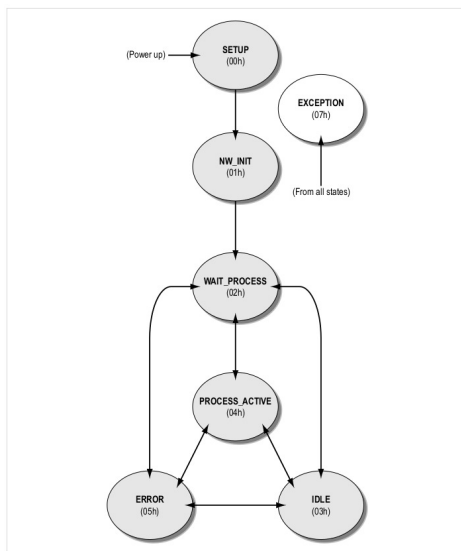 SETUP
(Power up)
(00h)
EXCEPTION
(07h)
NW_INIT
(01h)
(From all states)
WAIT_PROCESS
(02h)
PROCESS_ACTIVE
(04h)
ERROR
(05h)
IDLE
(03h)